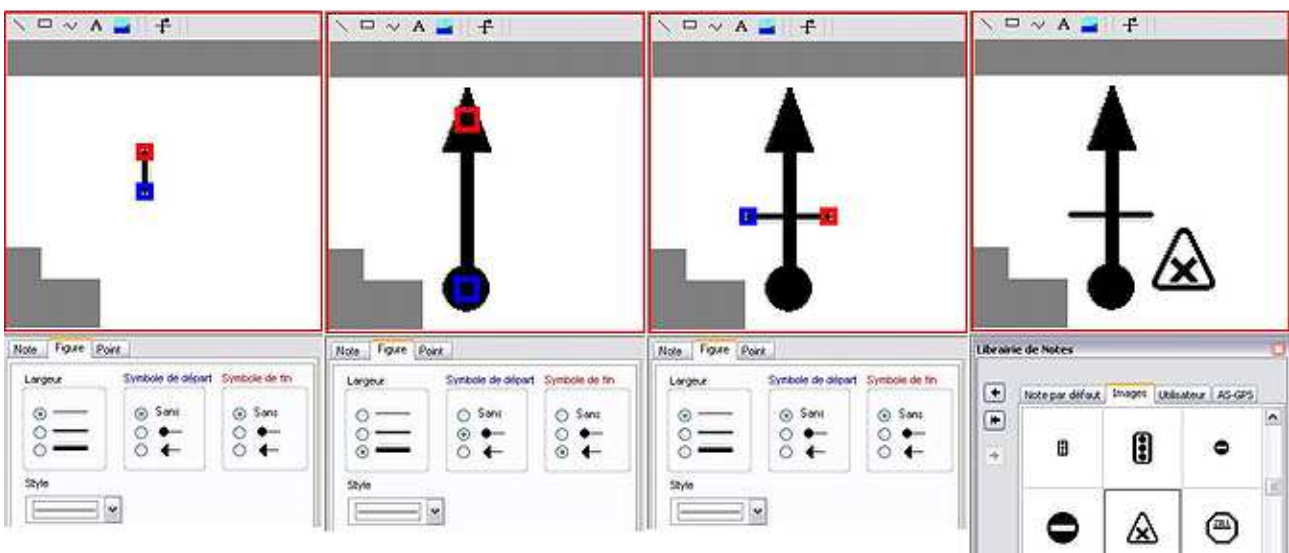 A
A
A
A
Note Figure Point
Largeur Symbole de départ Symbole de fin
Sans Sans
Style
Note Figure Point
Largeur Symbole de départ Symbole de fin
Sans Sans
Style
Note Figure Point
Largeur Symbole de départ Symbole de fin
Sans Sans
Style
Librairie de Notes
Note par défaut Images Utilisateur AS-GPS